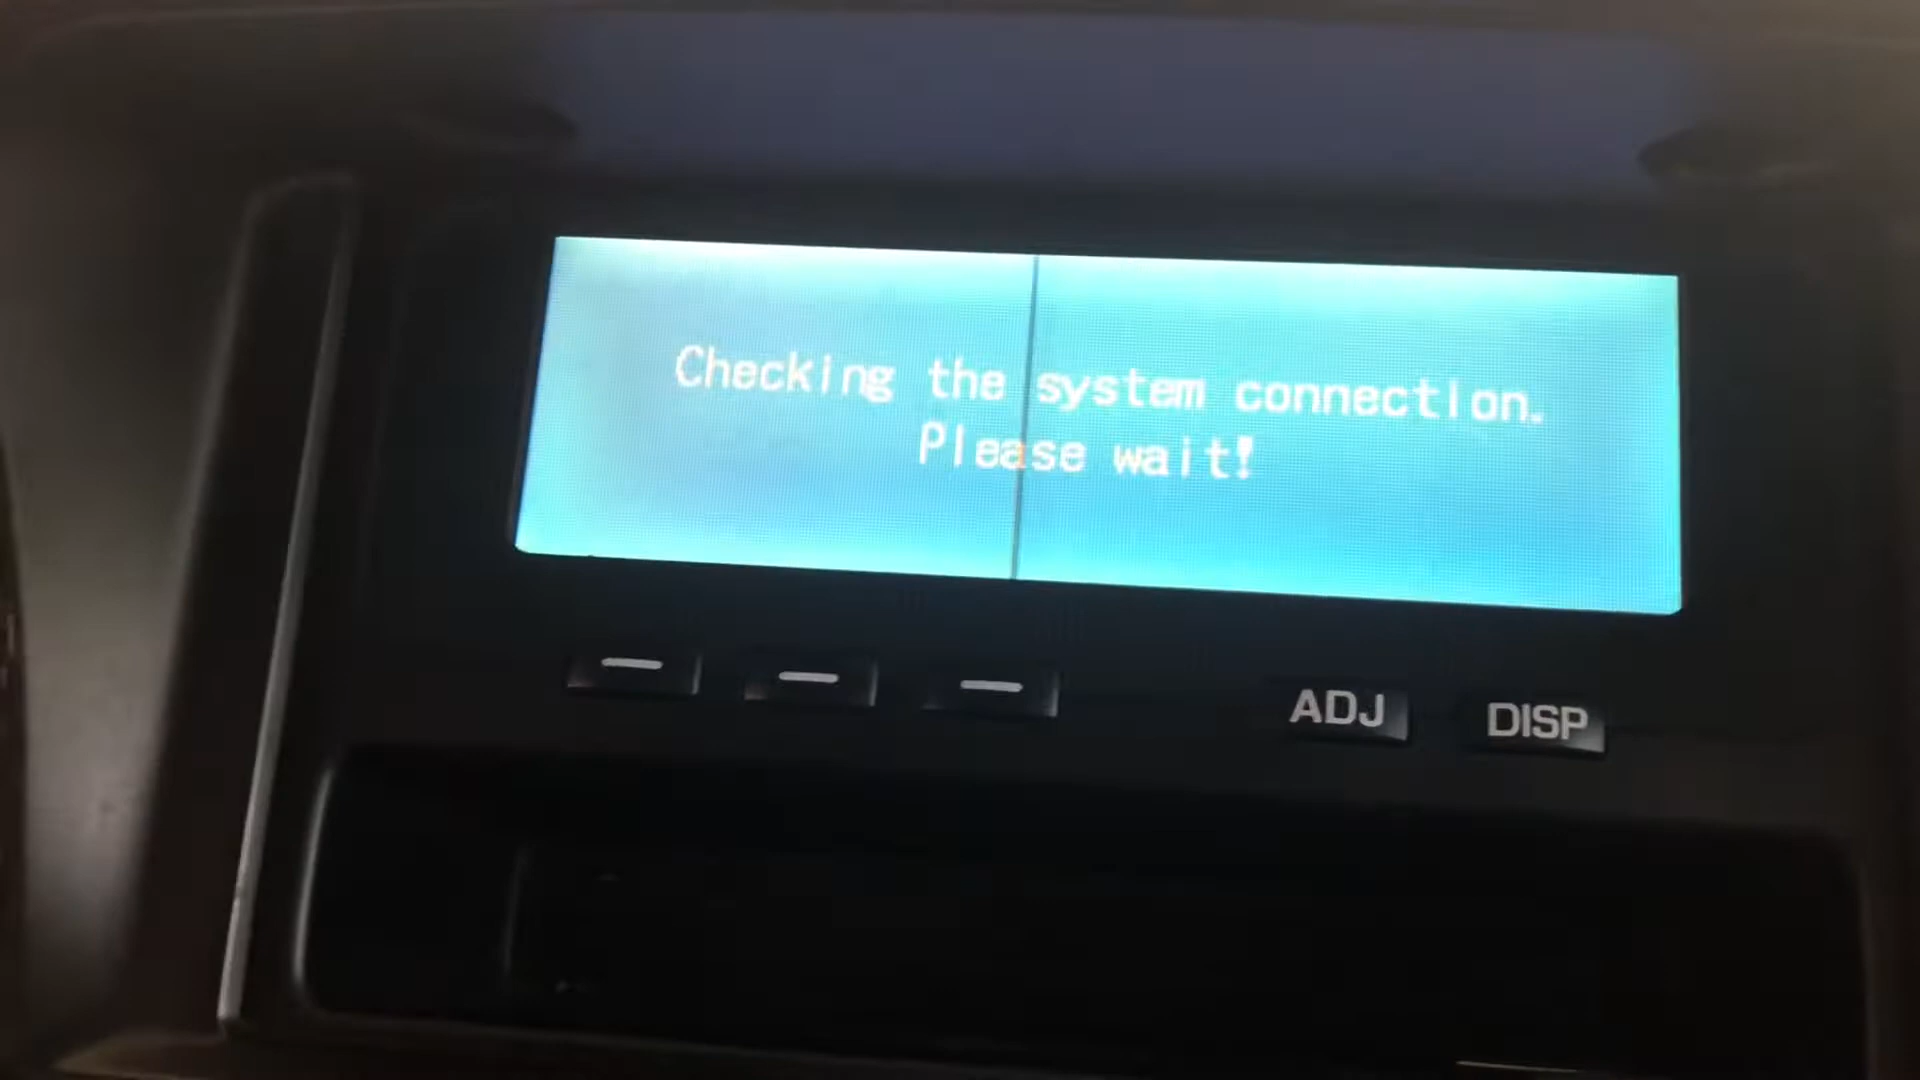 Checking the system connection.
Please wait!
ADJ DISP